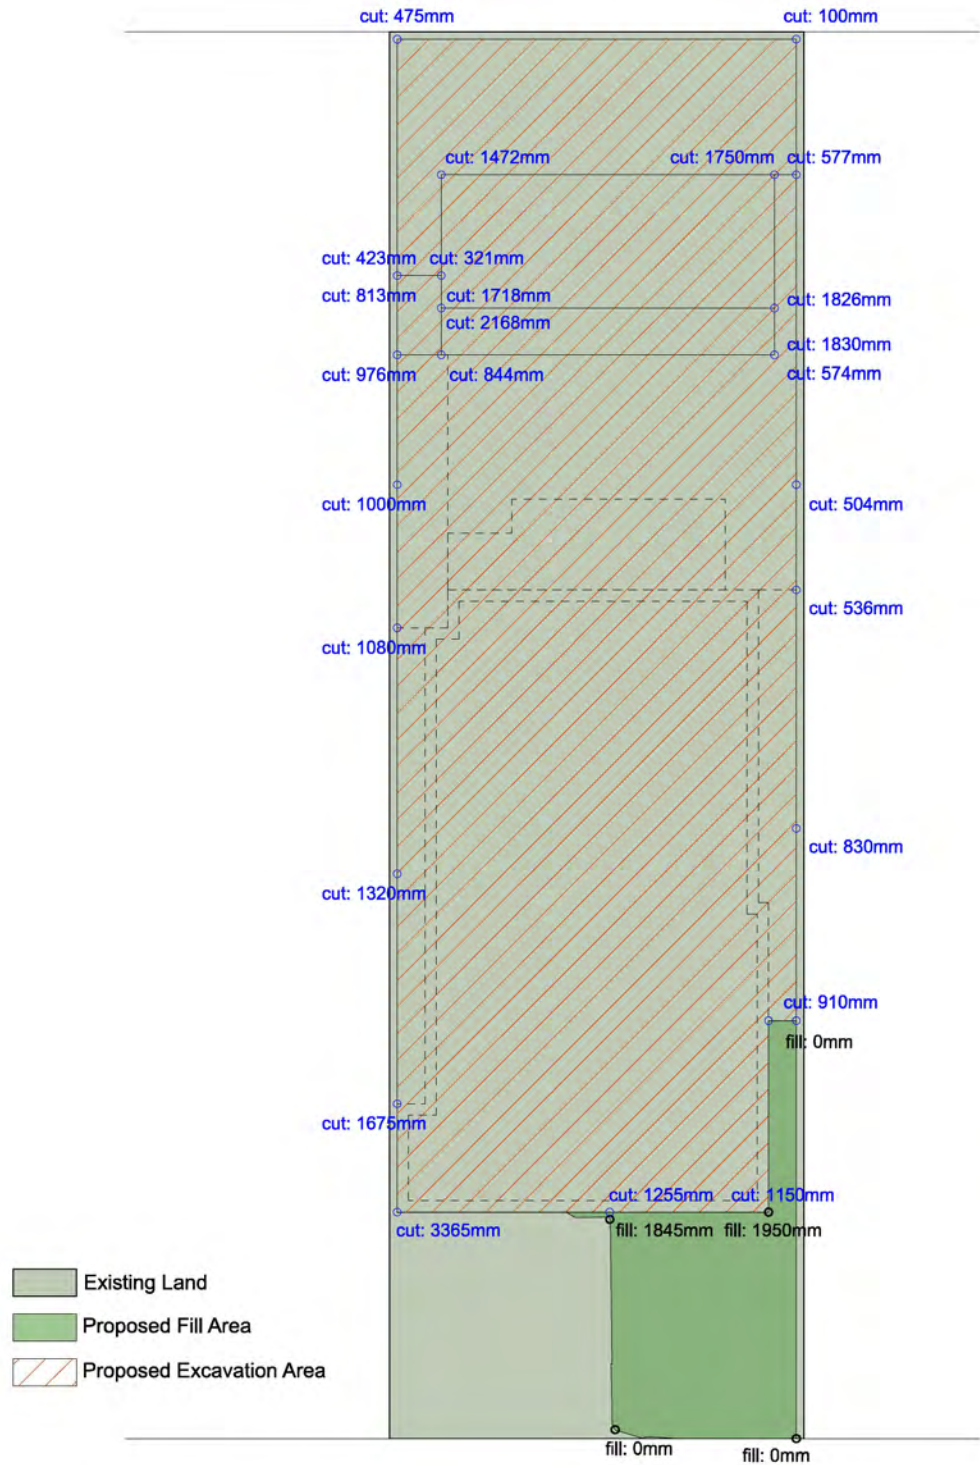 cut: 475mm
cut: 100mm
cut: 1472mm
cut: 1750mm
cut: 577mm
cut: 423mm
cut: 321mm
cut: 813mm
cut: 1718mm
cut: 1826mm
cut: 2168mm
cut: 1830mm
cut: 976mm
cut: 844mm
cut: 574mm
cut: 1000mm
cut: 504mm
cut: 536mm
cut: 1080mm
cut: 830mm
cut: 1320mm
cut: 910mm
fill: 0mm
cut: 1675mm
cut: 1255mm
cut: 1150mm
cut: 3365mm
fill: 1845mm
fill: 1950mm
Existing Land
Proposed Fill Area
Proposed Excavation Area
fill: 0mm
fill: 0mm